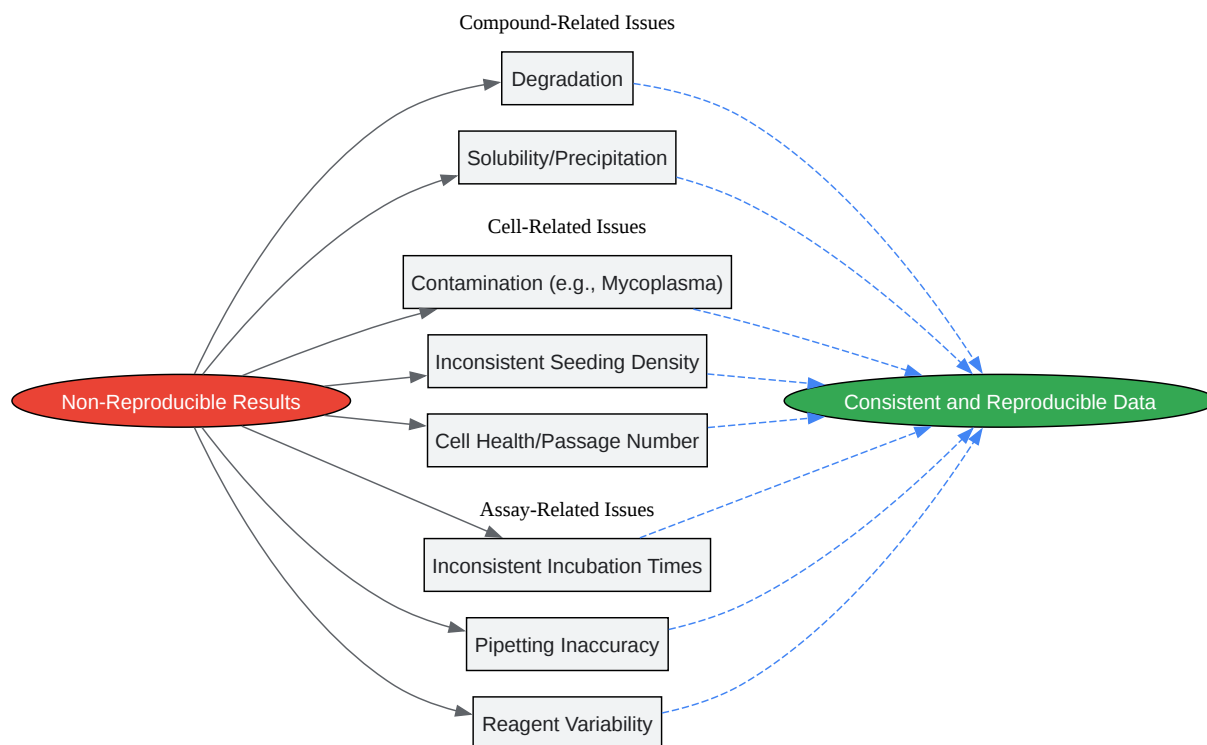 Compound-Related Issues
Degradation
Solubility/Precipitation
Cell-Related Issues
Contamination (e.g., Mycoplasma)
Inconsistent Seeding Density
Non-Reproducible Results
Consistent and Reproducible Data
Cell Health/Passage Number
Assay-Related Issues
Inconsistent Incubation Times
Pipetting Inaccuracy
Reagent Variability